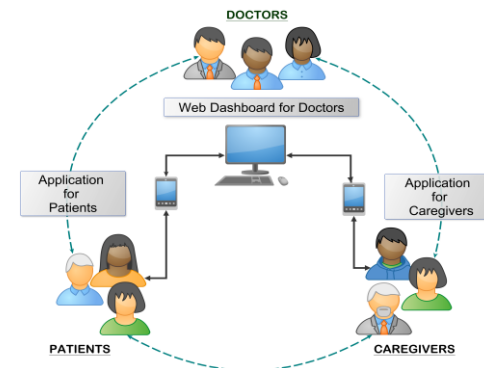 DOCTORS
Web Dashboard for Doctors
Application
for
Patients
Application
for
Caregivers
PATIENTS
CAREGIVERS